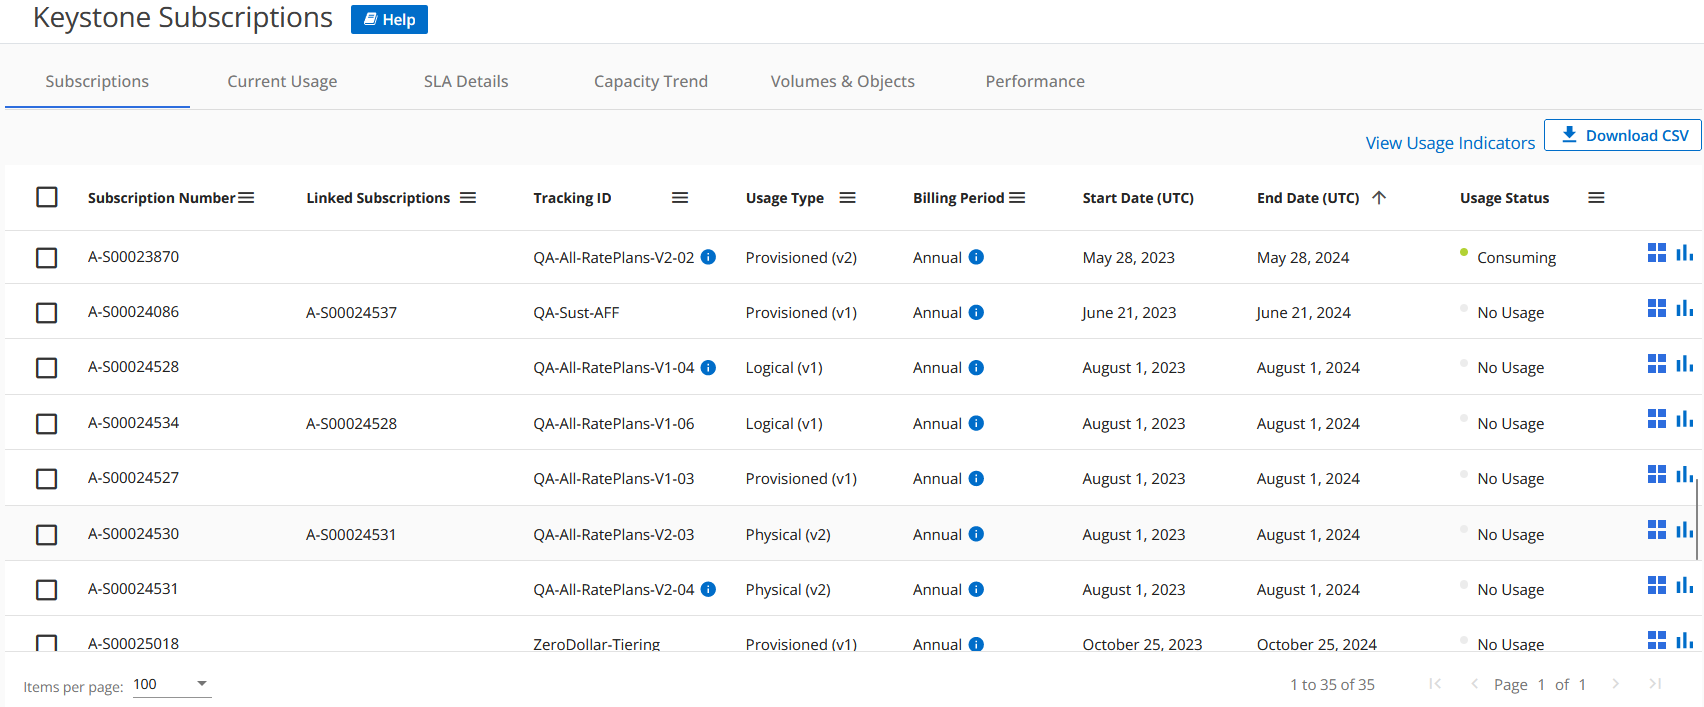 Keystone Subscriptions Help
Subscriptions Current Usage SLA Details Capacity Trend Volumes & Objects Performance
View Usage Indicators Download CSV
Subscription Number Linked Subscriptions Tracking ID Usage Type Billing Period Start Date (UTC) End Date (UTC) Usage Status
A-S00023870 QA-All-RatePlans-V2-02 Provisioned (v2) Annual May 28, 2023 May 28, 2024 Consuming
A-S00024086 A-S00024537 QA-Sust-AFF Provisioned (v1) Annual June 21, 2023 June 21, 2024 No Usage
A-S00024528 QA-All-RatePlans-V1-04 Logical (v1) Annual August 1, 2023 August 1, 2024 No Usage
A-S00024534 A-S00024528 QA-All-RatePlans-V1-06 Logical (v1) Annual August 1, 2023 August 1, 2024 No Usage
A-S00024527 QA-All-RatePlans-V1-03 Provisioned (v1) Annual August 1, 2023 August 1, 2024 No Usage
A-S00024530 A-S00024531 QA-All-RatePlans-V2-03 Physical (v2) Annual August 1, 2023 August 1, 2024 No Usage
A-S00024531 QA-All-RatePlans-V2-04 Physical (v2) Annual August 1, 2023 August 1, 2024 No Usage
A-S00025018 ZeroDollar-Tiering Provisioned (v1) Annual October 25, 2023 October 25, 2024 No Usage
Items per page: 100 1 to 35 of 35 Page 1 of 1